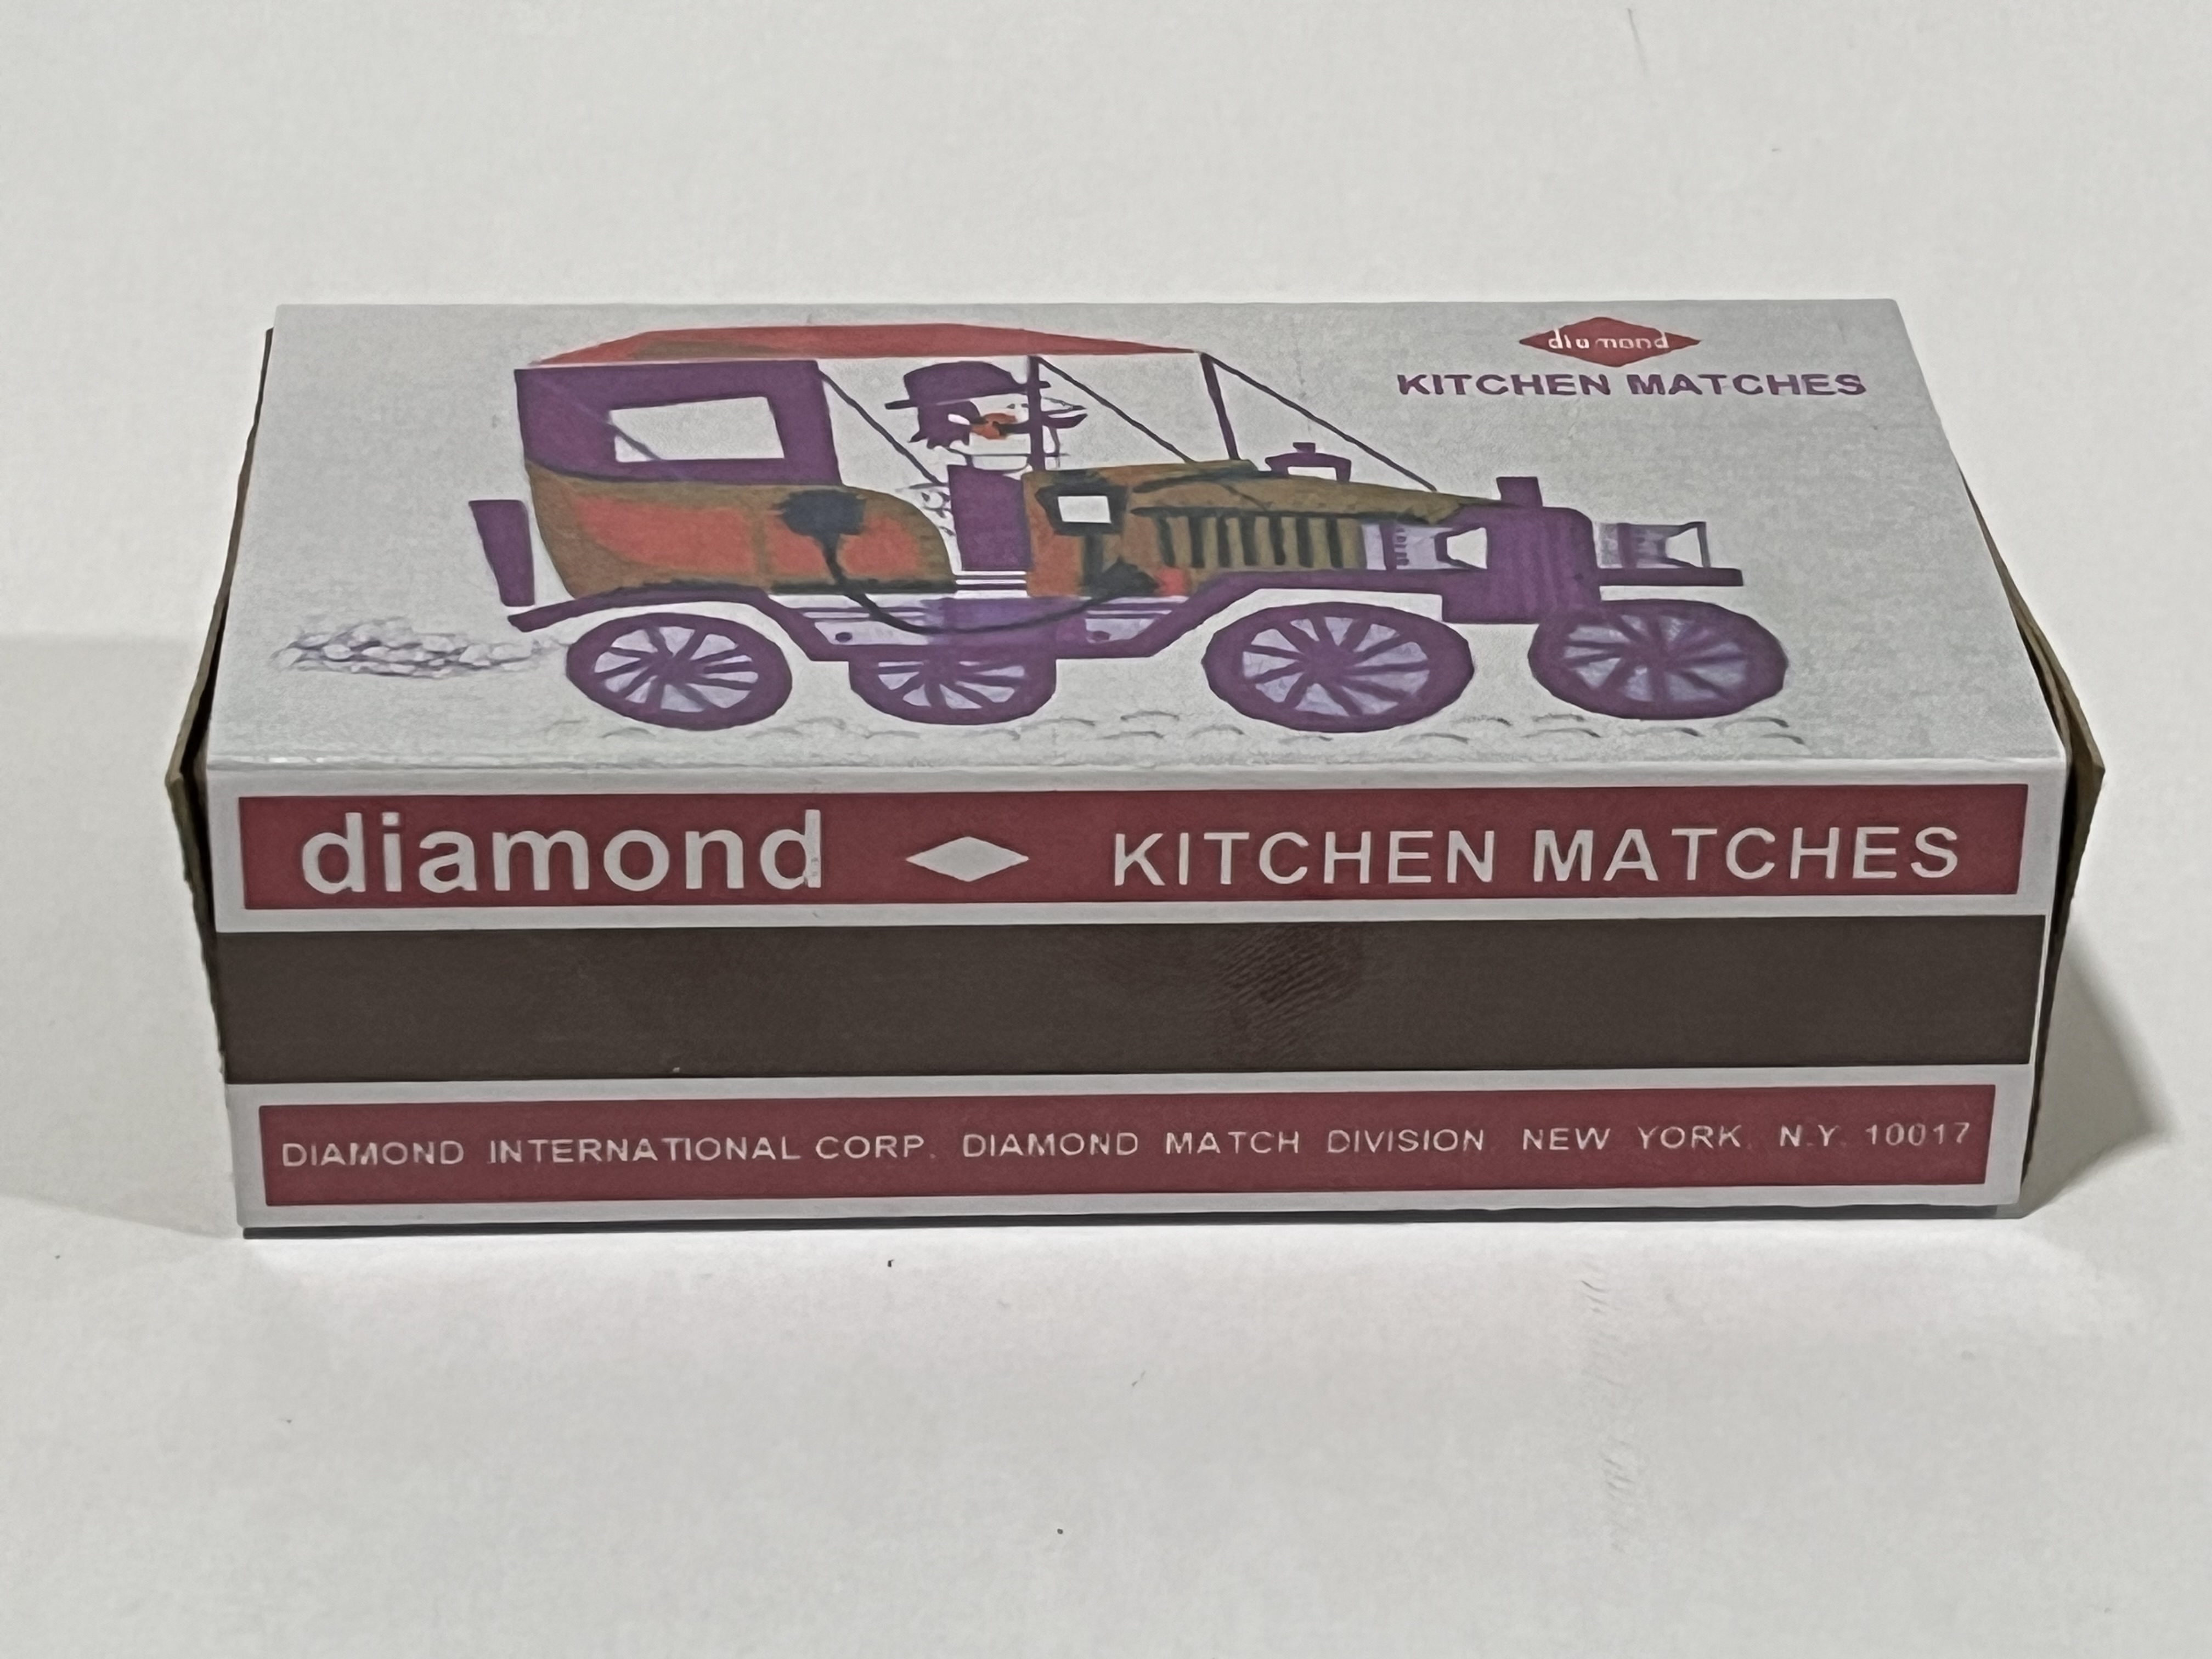 diamond
KITCHEN MATCHES
diamond KITCHEN MATCHES
DIAMOND INTERNATIONAL CORP. DIAMOND MATCH DIVISION NEW YORK, N.Y. 10017